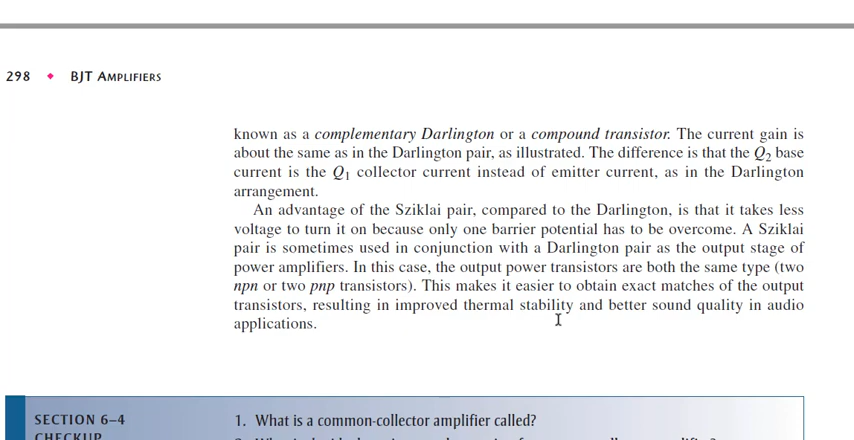 298 ◆ BJT AMPLIFIERS
known as a complementary Darlington or a compound transistor. The current gain is
about the same as in the Darlington pair, as illustrated. The difference is that the Q2 base
current is the Q1 collector current instead of emitter current, as in the Darlington
arrangement.
An advantage of the Sziklai pair, compared to the Darlington, is that it takes less
voltage to turn it on because only one barrier potential has to be overcome. A Sziklai
pair is sometimes used in conjunction with a Darlington pair as the output stage of
power amplifiers. In this case, the output power transistors are both the same type (two
npn or two pnp transistors). This makes it easier to obtain exact matches of the output
transistors, resulting in improved thermal stability and better sound quality in audio
applications.
SECTION 6–4
CHECKUP
1. What is a common-collector amplifier called?